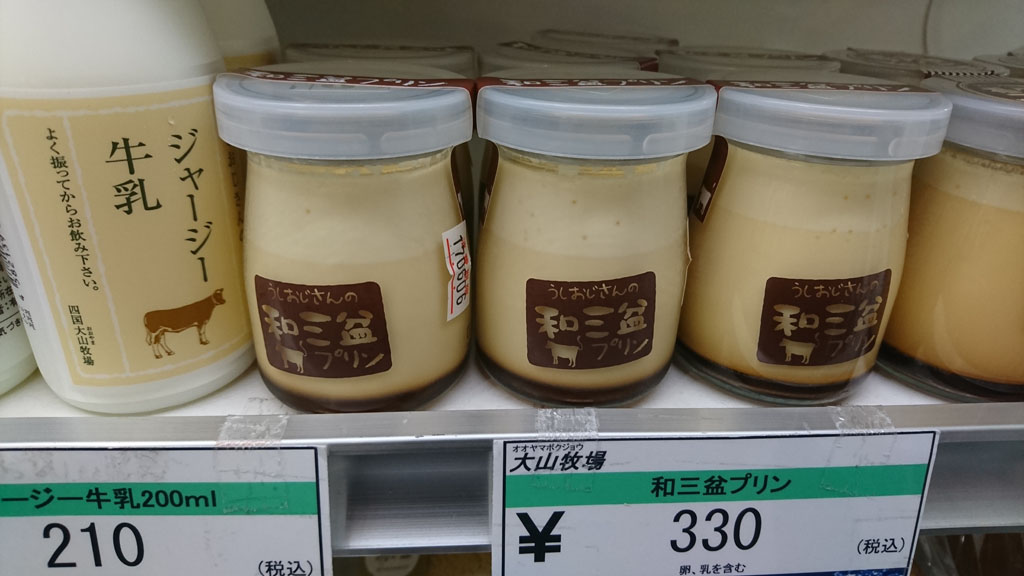 ジャージー
牛乳
よく振ってからお飲み下さい。
四国大山牧場
うしおじさんの
和三盆
プリン
170606
うしおじさんの
和三盆
プリン
うしおじさんの
和三盆
プリン
ージー牛乳200ml
210
(税込)
オオヤマボクジョウ
大山牧場
和三盆プリン
¥ 330
(税込)
卵、乳を含む